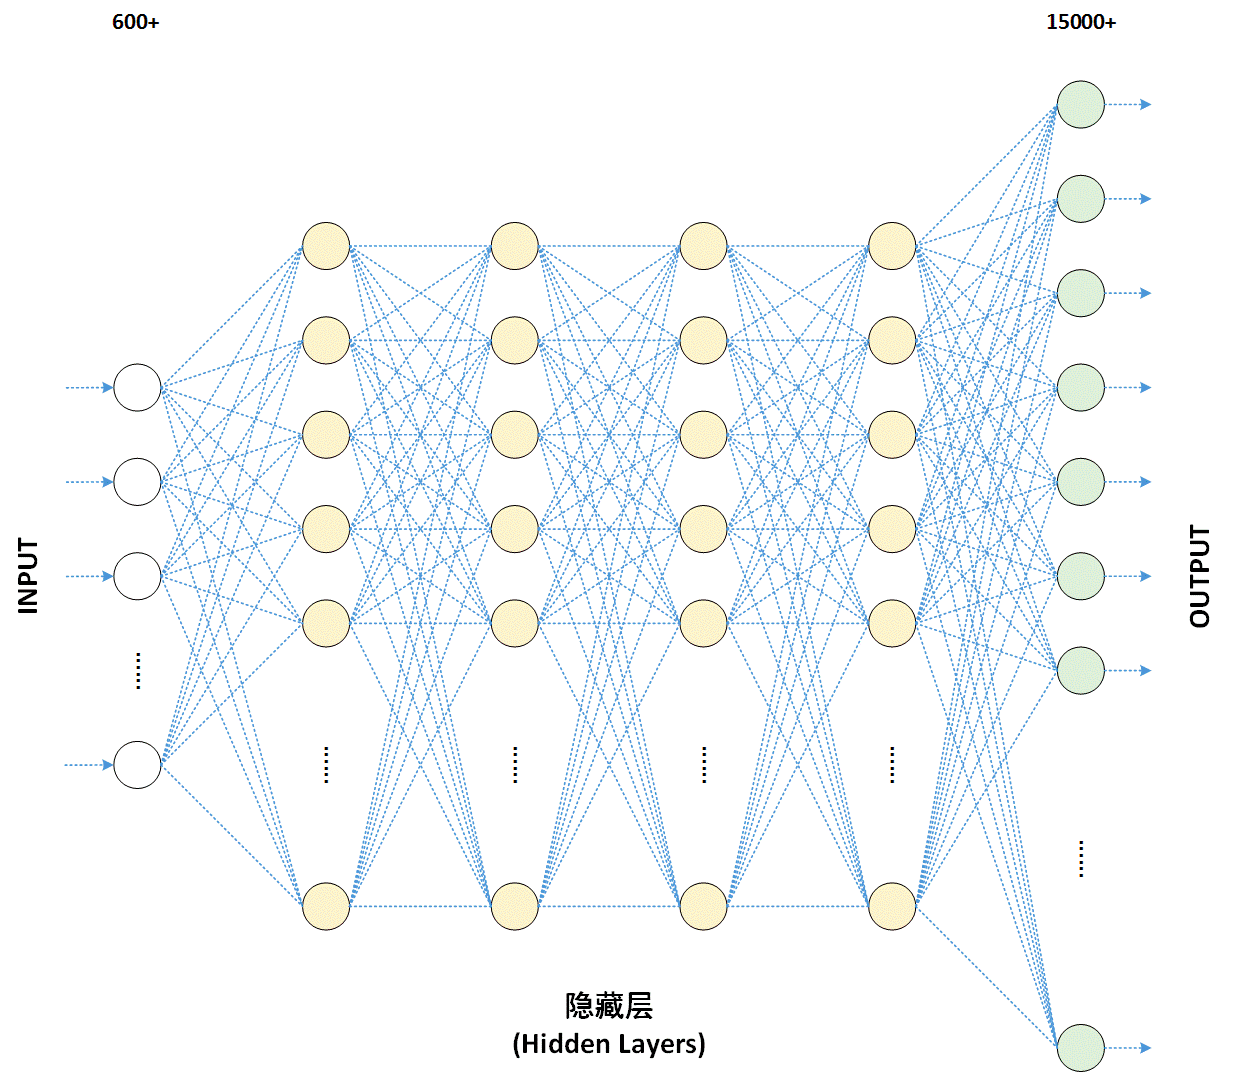 600+
15000+
INPUT
OUTPUT
隐藏层
(Hidden Layers)